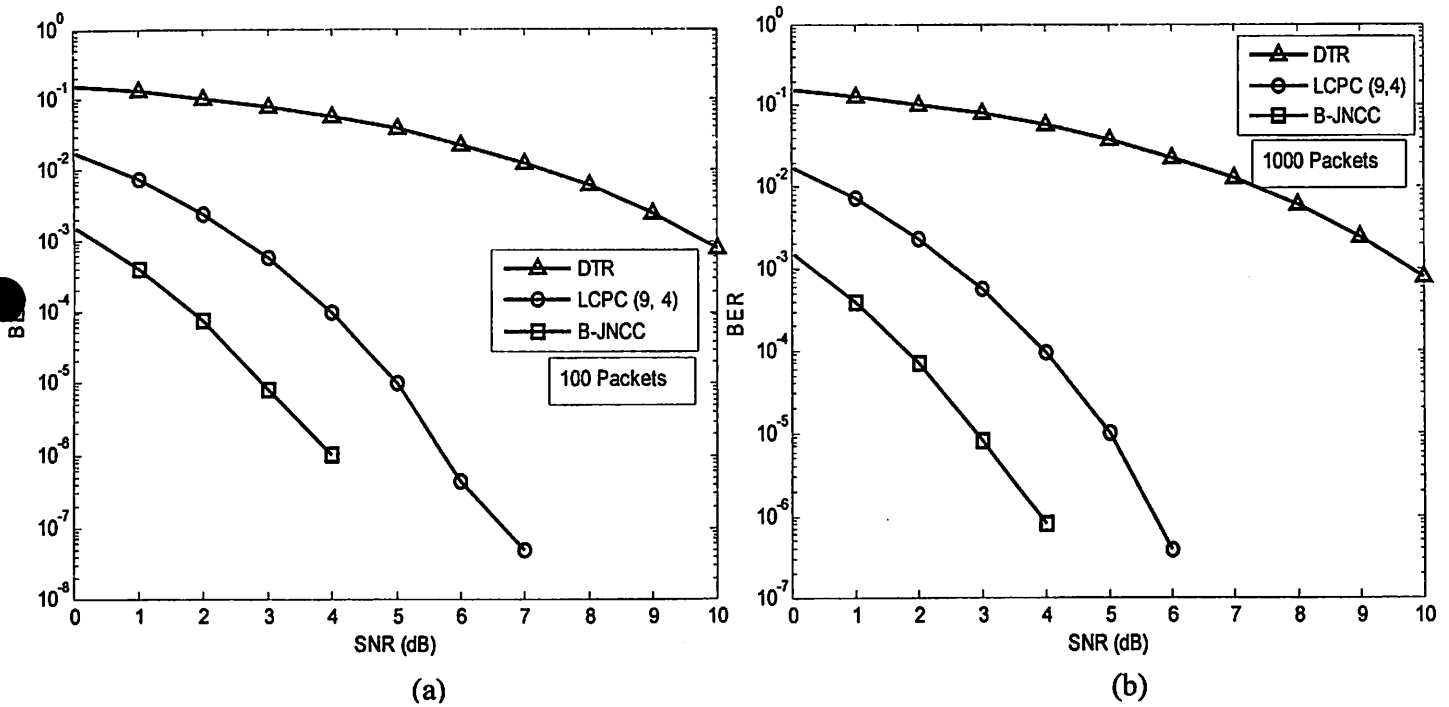 10^0
10^-1
10^-2
10^-3
10^-4
10^-5
10^-6
10^-7
10^-8
BE
0 1 2 3 4 5 6 7 8 9 10
SNR (dB)
DTR
LCPC (9, 4)
B-JNCC
100 Packets
(a)
10^0
10^-1
10^-2
10^-3
10^-4
10^-5
10^-6
10^-7
BER
0 1 2 3 4 5 6 7 8 9 10
SNR (dB)
DTR
LCPC (9,4)
B-JNCC
1000 Packets
(b)